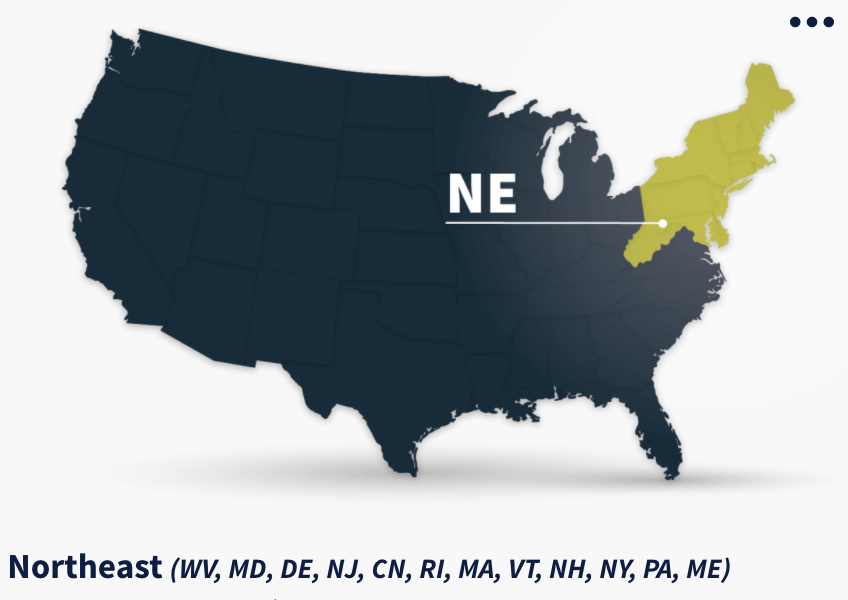 NE
Northeast (WV, MD, DE, NJ, CN, RI, MA, VT, NH, NY, PA, ME)